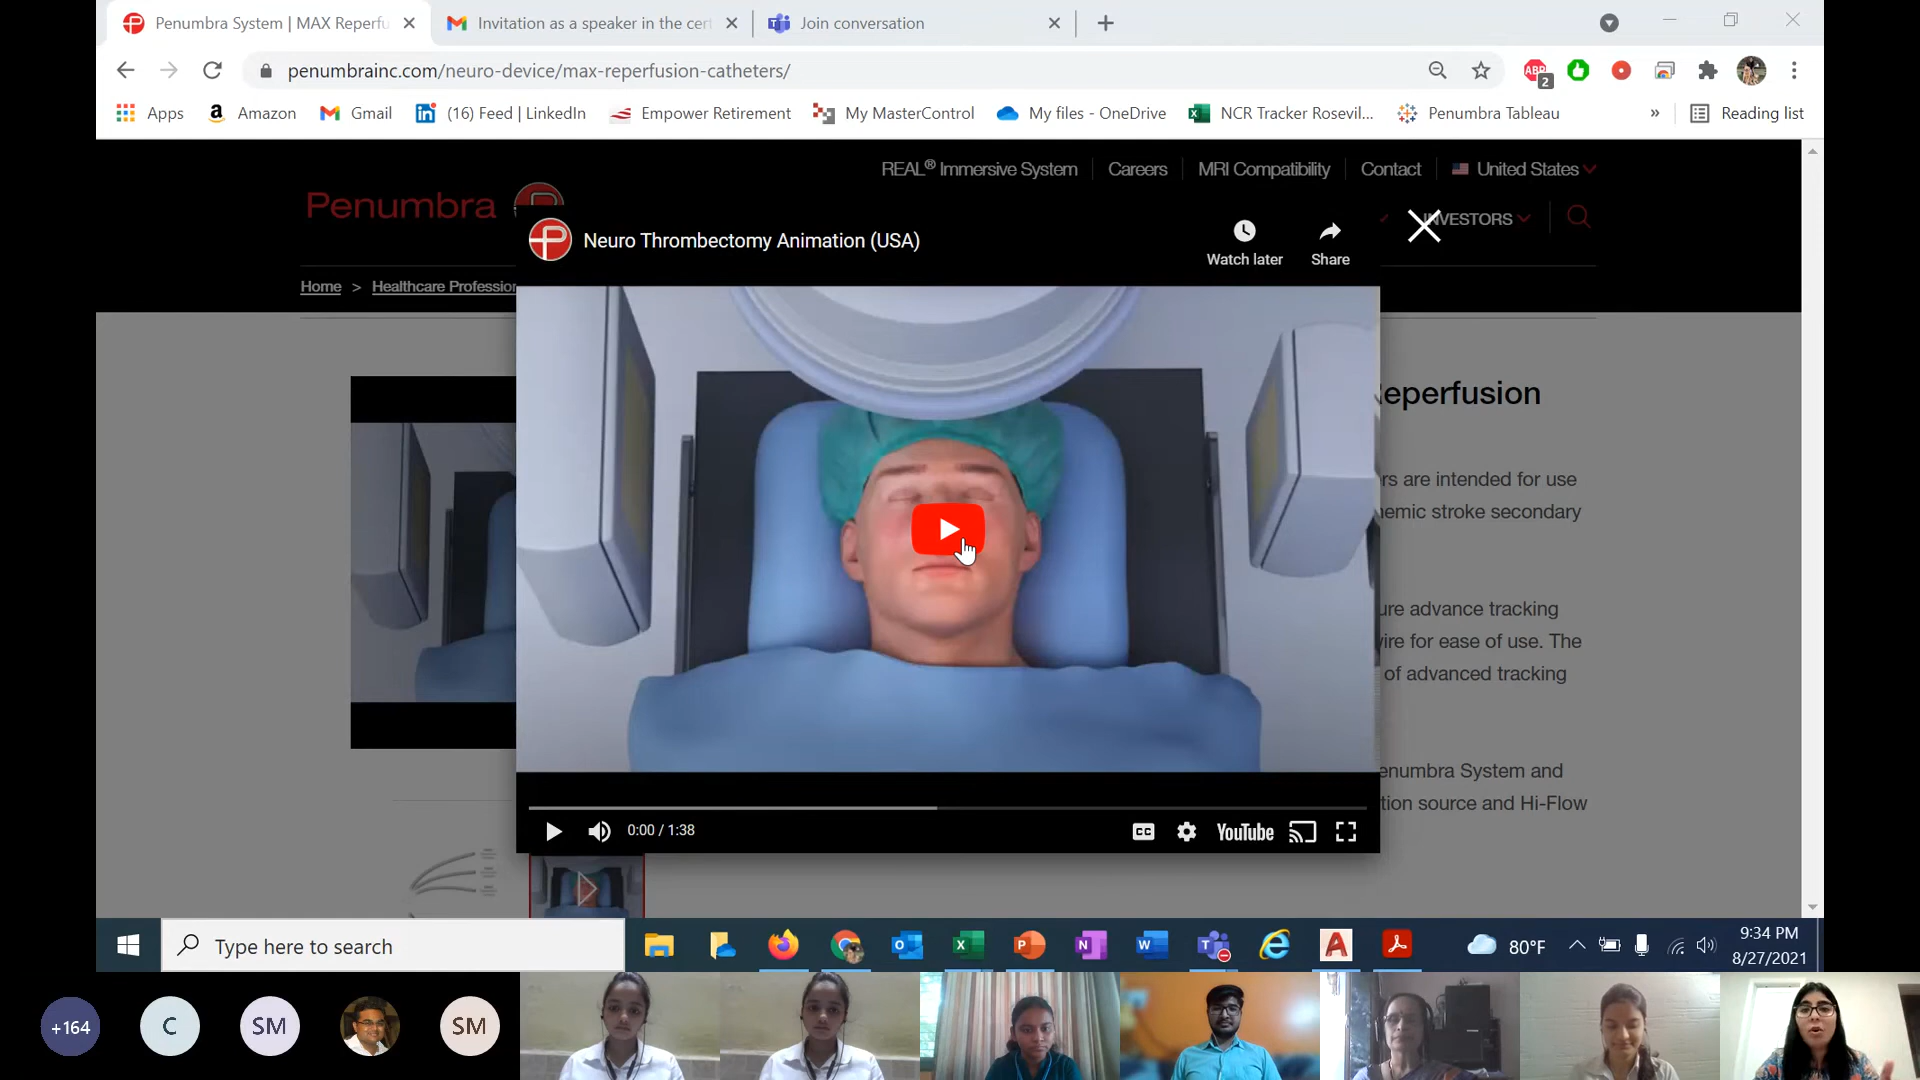 Penumbra System | MAX Reperfu
Invitation as a speaker in the cer
Join conversation
penumbrainc.com/neuro-device/max-reperfusion-catheters/
ABP
2
Apps
Amazon
Gmail
(16) Feed | LinkedIn
Empower Retirement
My MasterControl
My files - OneDrive
NCR Tracker Rosevil...
Penumbra Tableau
»
Reading list
REAL® Immersive System
Careers
MRI Compatibility
Contact
United States
Penumbra
INVESTORS
Neuro Thrombectomy Animation (USA)
Watch later
Share
Home > Healthcare Profession
Reperfusion
rs are intended for use
emic stroke secondary
ure advance tracking
ire for ease of use. The
of advanced tracking
enumbra System and
tion source and Hi-Flow
0:00 / 1:38
CC
YouTube
Type here to search
80°F
9:34 PM
8/27/2021
+164
C
SM
SM